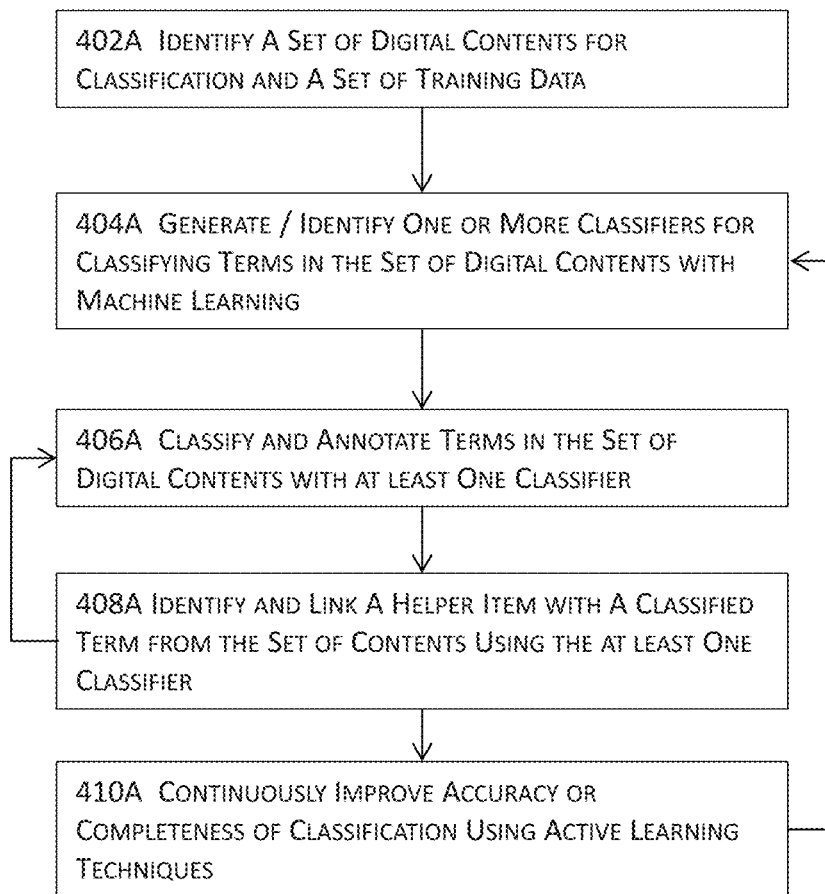 402A IDENTIFY A SET OF DIGITAL CONTENTS FOR
CLASSIFICATION AND A SET OF TRAINING DATA
404A GENERATE / IDENTIFY ONE OR MORE CLASSIFIERS FOR
CLASSIFYING TERMS IN THE SET OF DIGITAL CONTENTS WITH
MACHINE LEARNING
406A CLASSIFY AND ANNOTATE TERMS IN THE SET OF
DIGITAL CONTENTS WITH AT LEAST ONE CLASSIFIER
408A IDENTIFY AND LINK A HELPER ITEM WITH A CLASSIFIED
TERM FROM THE SET OF CONTENTS USING THE AT LEAST ONE
CLASSIFIER
410A CONTINUOUSLY IMPROVE ACCURACY OR
COMPLETENESS OF CLASSIFICATION USING ACTIVE LEARNING
TECHNIQUES